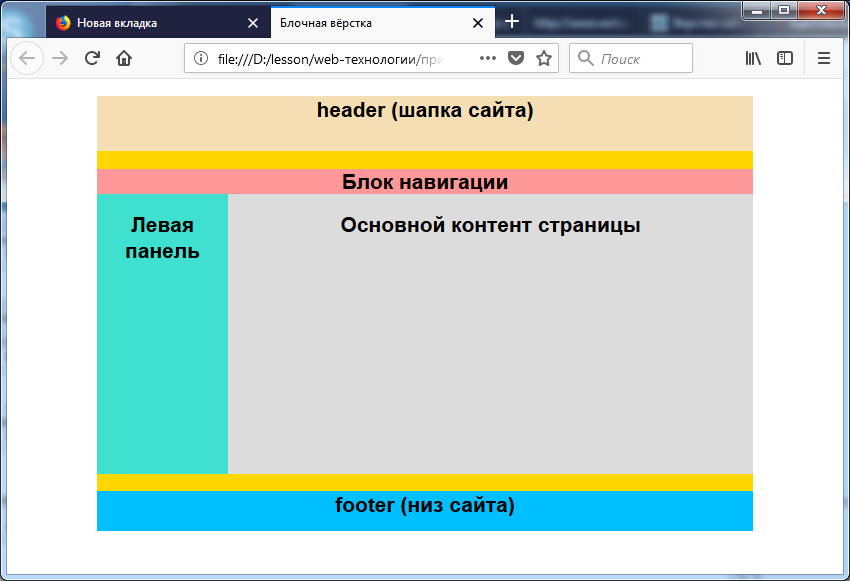 Новая вкладка
Блочная вёрстка
file:///D:/lesson/web-технологии/при
Поиск
header (шапка сайта)
Блок навигации
Левая
панель
Основной контент страницы
footer (низ сайта)